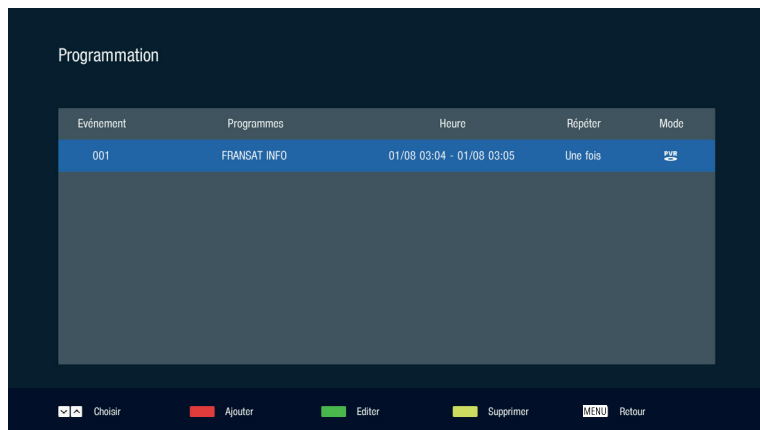 Programmation
Evénement Programmes Heure Répéter Mode
001 FRANSAT INFO 01/08 03:04 - 01/08 03:05 Une fois PVR
Choisir Ajouter Editer Supprimer MENU Retour